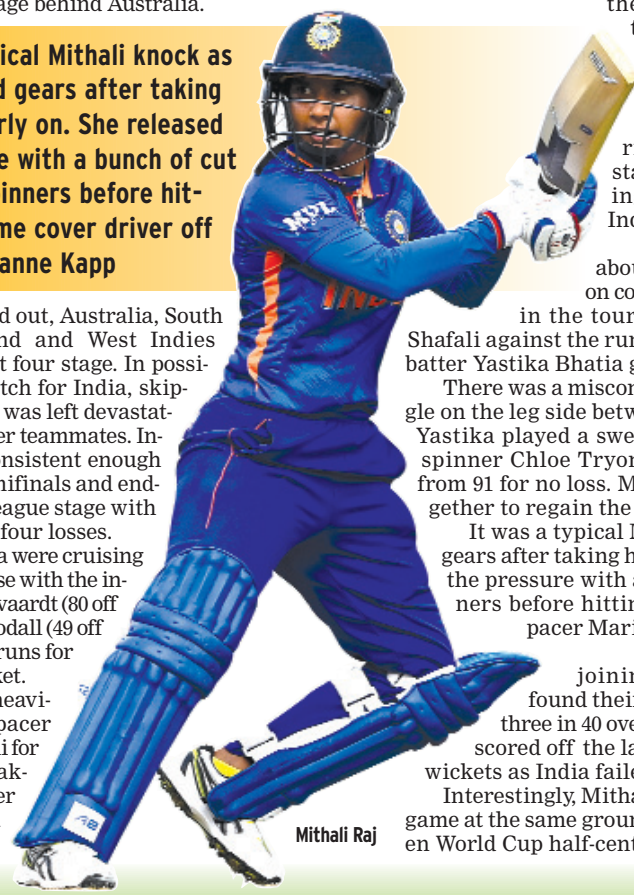 age behind Australia.
ical Mithali knock as
d gears after taking
rly on. She released
e with a bunch of cut
inners before hit-
me cover driver off
anne Kapp
d out, Australia, South
nd and West Indies
t four stage. In possi-
tch for India, skip-
was left devastat-
er teammates. In-
onsistent enough
mifinals and end-
eague stage with
four losses.
a were cruising
se with the in-
vaardt (80 off
odall (49 off
runs for
ket.
heavi-
pacer
i for
ak-
er
MPL
IND
Mithali Raj
the
t
ri
sta
in
Ind
abou
on co
in the tour
Shafali against the rur
batter Yastika Bhatia g
There was a miscon
gle on the leg side betw
Yastika played a swe
spinner Chloe Tryon
from 91 for no loss. M
gether to regain the
It was a typical M
gears after taking h
the pressure with a
ners before hittin
pacer Mari
joinin
found their
three in 40 ove
scored off the la
wickets as India faile
Interestingly, Mitha
game at the same groun
en World Cup half-cent